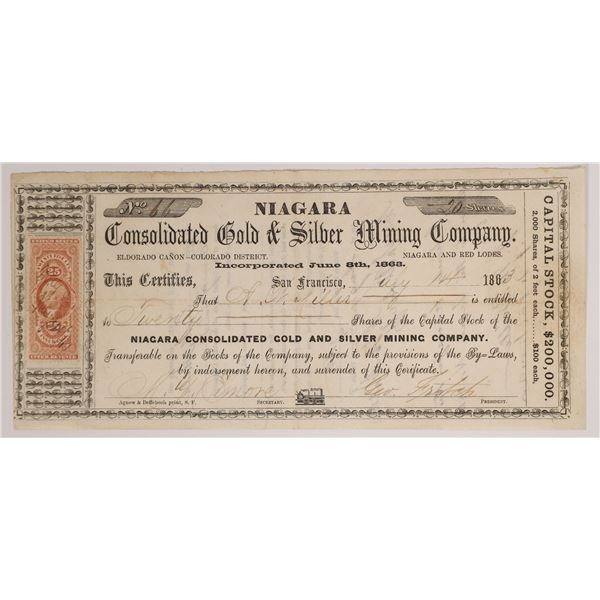 No 66
20 Shares
NIAGARA
Consolidated Gold & Silver Mining Company.
ELDORADO CAÑON–COLORADO DISTRICT. NIAGARA AND RED LODES.
Incorporated June 8th, 1863.
This Certifies, San Francisco, 1863
That is entitled
to Twenty Shares of the Capital Stock of the
NIAGARA CONSOLIDATED GOLD AND SILVER MINING COMPANY.
Transferable on the Books of the Company, subject to the provisions of the By=Laws,
by indorsement hereon, and surrender of this Cerificate.
Geo.
Agnew & Deffebach print, S. F. SECRETARY. PRESIDENT.
CAPITAL STOCK, $200,000.
2,000 Shares, of 2 feet each, $100 each.
25